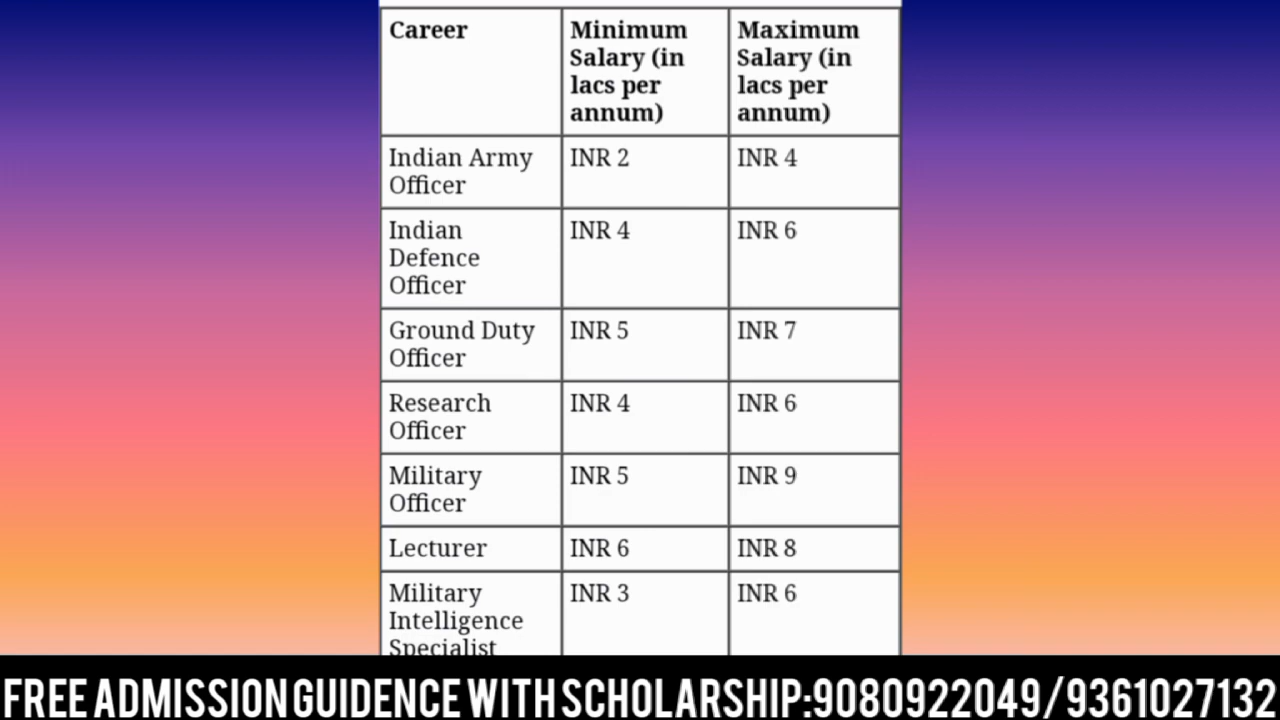 Career
Minimum
Salary (in
lacs per
annum)
Maximum
Salary (in
lacs per
annum)
Indian Army
Officer
INR 2
INR 4
Indian
Defence
Officer
INR 4
INR 6
Ground Duty
Officer
INR 5
INR 7
Research
Officer
INR 4
INR 6
Military
Officer
INR 5
INR 9
Lecturer
INR 6
INR 8
Military
Intelligence
Specialist
INR 3
INR 6
FREE ADMISSION GUIDENCE WITH SCHOLARSHIP:9080922049/9361027132